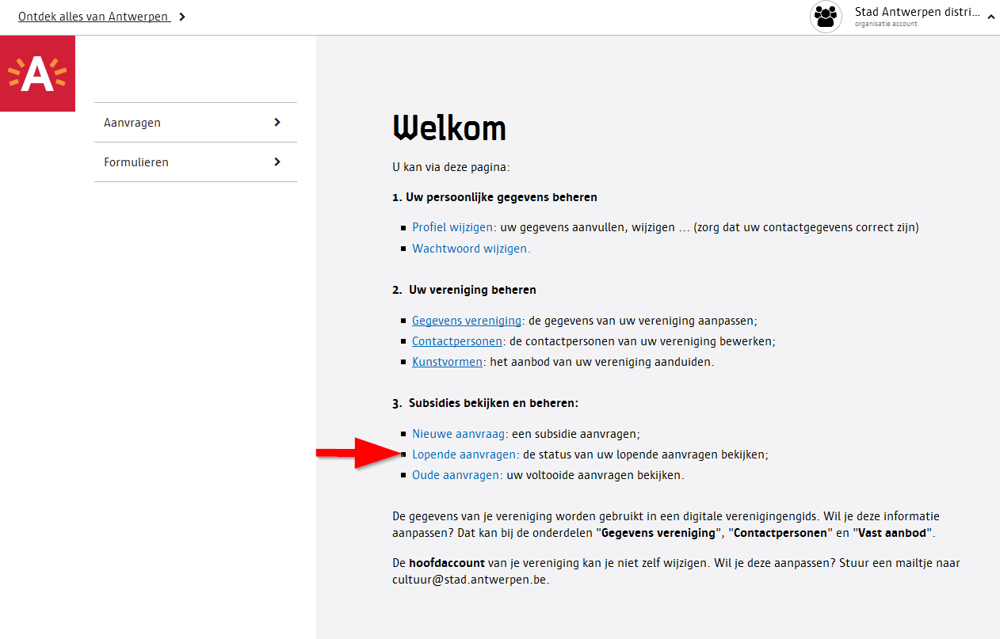 Ontdek alles van Antwerpen
Stad Antwerpen distri...
organisatie account
A
Aanvragen
Formulieren
Welkom
U kan via deze pagina:
1. Uw persoonlijke gegevens beheren
Profiel wijzigen: uw gegevens aanvullen, wijzigen ... (zorg dat uw contactgegevens correct zijn)
Wachtwoord wijzigen.
2. Uw vereniging beheren
Gegevens vereniging: de gegevens van uw vereniging aanpassen;
Contactpersonen: de contactpersonen van uw vereniging bewerken;
Kunstvormen: het aanbod van uw vereniging aanduiden.
3. Subsidies bekijken en beheren:
Nieuwe aanvraag: een subsidie aanvragen;
Lopende aanvragen: de status van uw lopende aanvragen bekijken;
Oude aanvragen: uw voltooide aanvragen bekijken.
De gegevens van je vereniging worden gebruikt in een digitale verenigingengids. Wil je deze informatie
aanpassen? Dat kan bij de onderdelen "Gegevens vereniging", "Contactpersonen" en "Vast aanbod".
De hoofdaccount van je vereniging kan je niet zelf wijzigen. Wil je deze aanpassen? Stuur een mailtje naar
cultuur@stad.antwerpen.be.